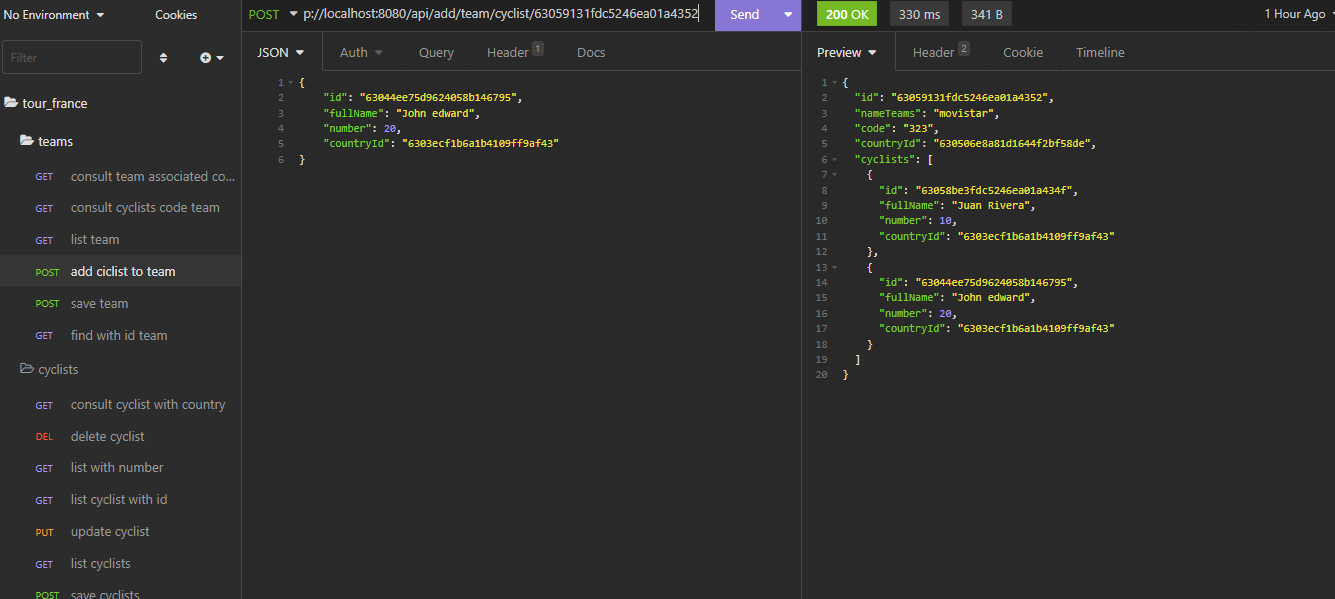 No Environment
Cookies
Filter
tour_france
teams
GET consult team associated co...
GET consult cyclists code team
GET list team
POST add ciclist to team
POST save team
GET find with id team
cyclists
GET consult cyclist with country
DEL delete cyclist
GET list with number
GET list cyclist with id
PUT update cyclist
GET list cyclists
POST save cyclists
POST p://localhost:8080/api/add/team/cyclist/63059131fdc5246ea01a4352
Send
JSON Auth Query Header 1 Docs
1 {
2 "id": "63044ee75d9624058b146795",
3 "fullName": "John edward",
4 "number": 20,
5 "countryId": "6303ecf1b6a1b4109ff9af43"
6 }
200 OK 330 ms 341 B 1 Hour Ago
Preview Header 2 Cookie Timeline
1 {
2 "id": "63059131fdc5246ea01a4352",
3 "nameTeams": "movistar",
4 "code": "323",
5 "countryId": "630506e8a81d1644f2bf58de",
6 "cyclists": [
7 {
8 "id": "63058be3fdc5246ea01a434f",
9 "fullName": "Juan Rivera",
10 "number": 10,
11 "countryId": "6303ecf1b6a1b4109ff9af43"
12 },
13 {
14 "id": "63044ee75d9624058b146795",
15 "fullName": "John edward",
16 "number": 20,
17 "countryId": "6303ecf1b6a1b4109ff9af43"
18 }
19 ]
20 }